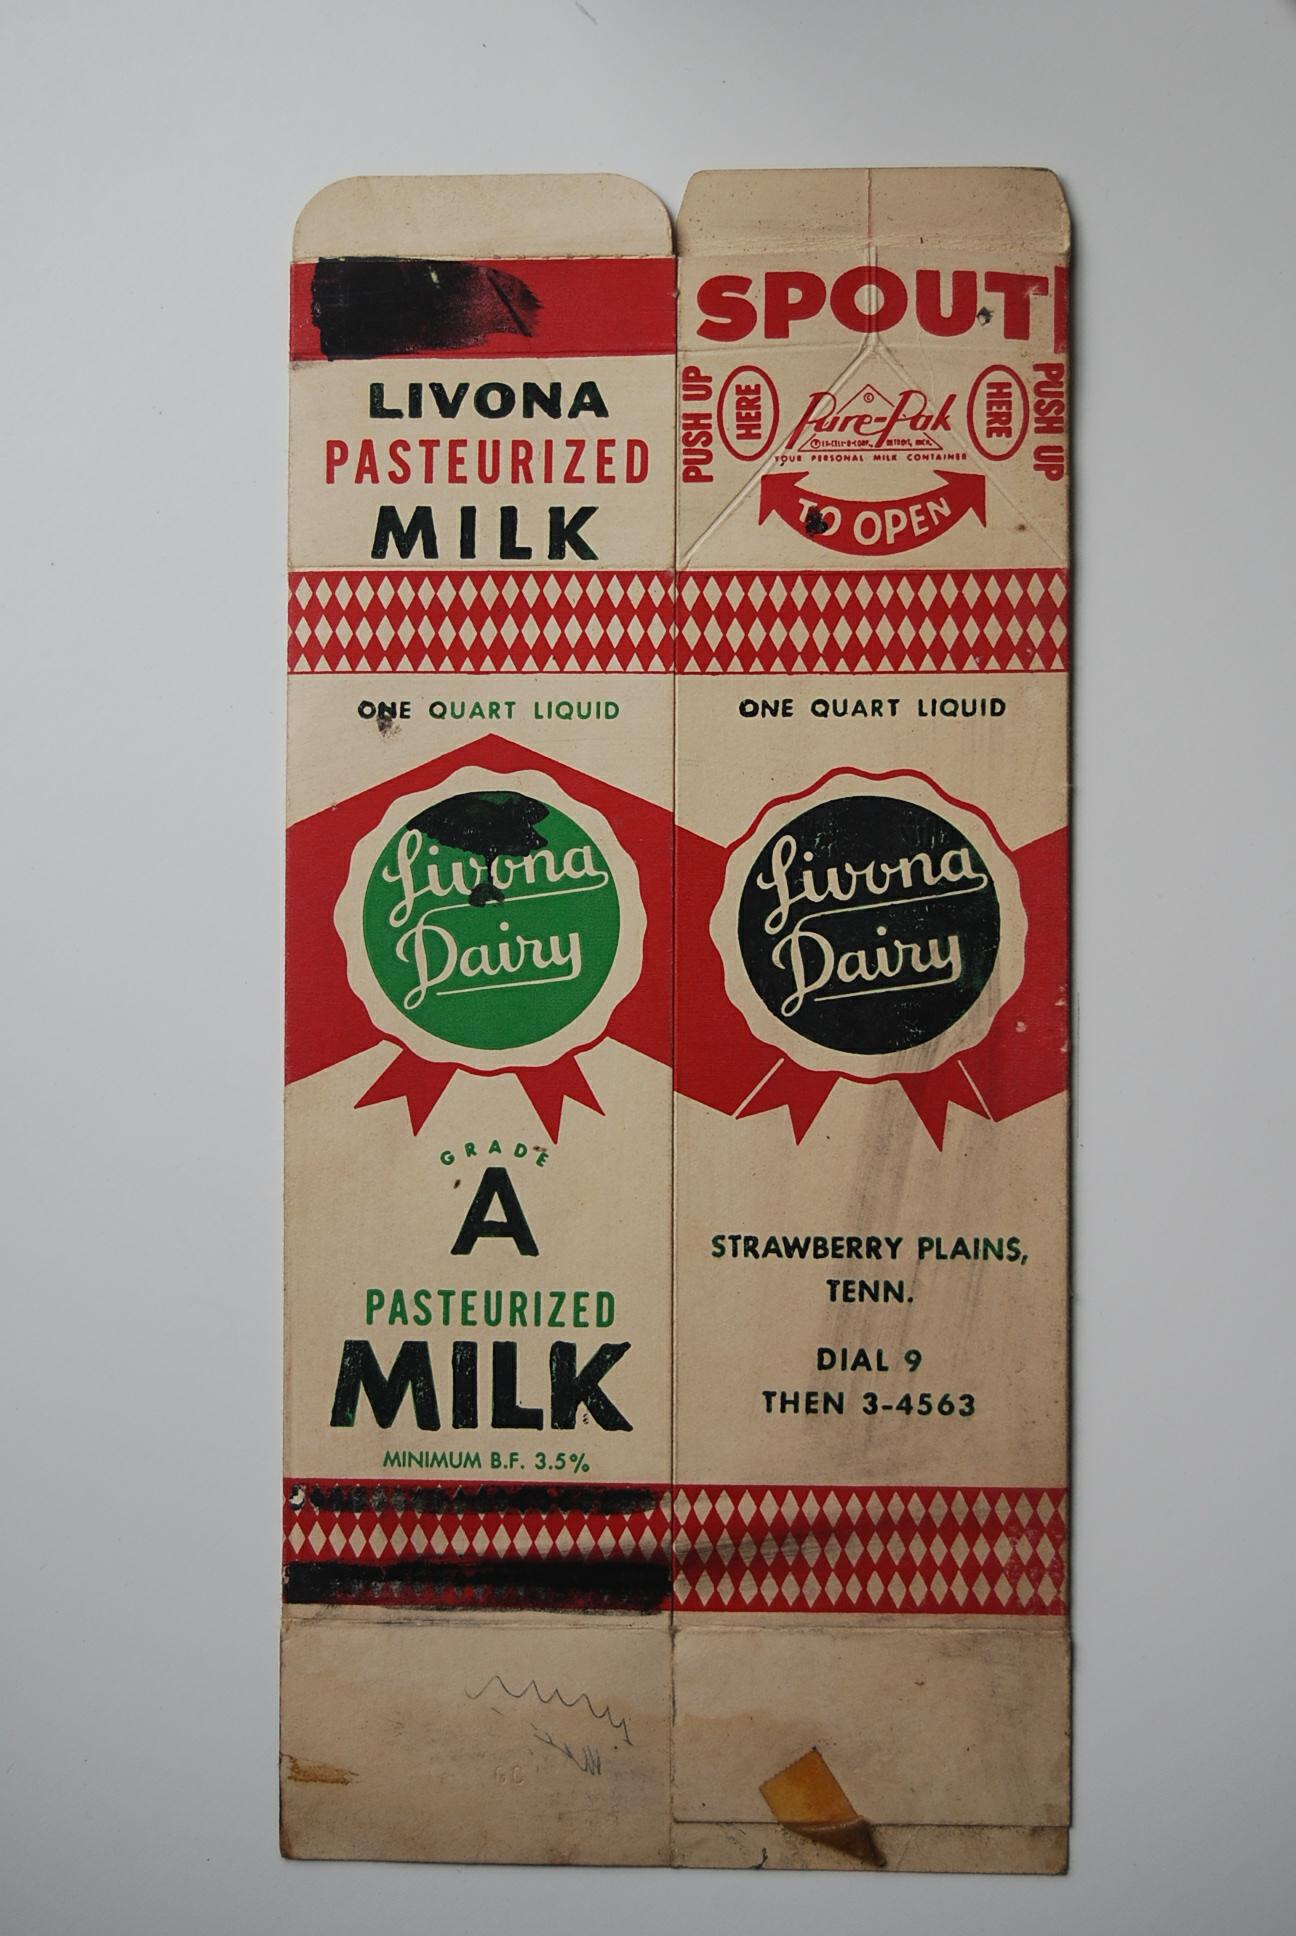 LIVONA
PASTEURIZED
MILK
ONE QUART LIQUID
Livona
Dairy
GRADE
A
PASTEURIZED
MILK
MINIMUM B.F. 3.5%
SPOUT
PUSH UP
HERE
Pure-Pak
©
YOUR PERSONAL MILK CONTAINER
HERE
PUSH UP
TO OPEN
ONE QUART LIQUID
Livona
Dairy
STRAWBERRY PLAINS,
TENN.
DIAL 9
THEN 3-4563